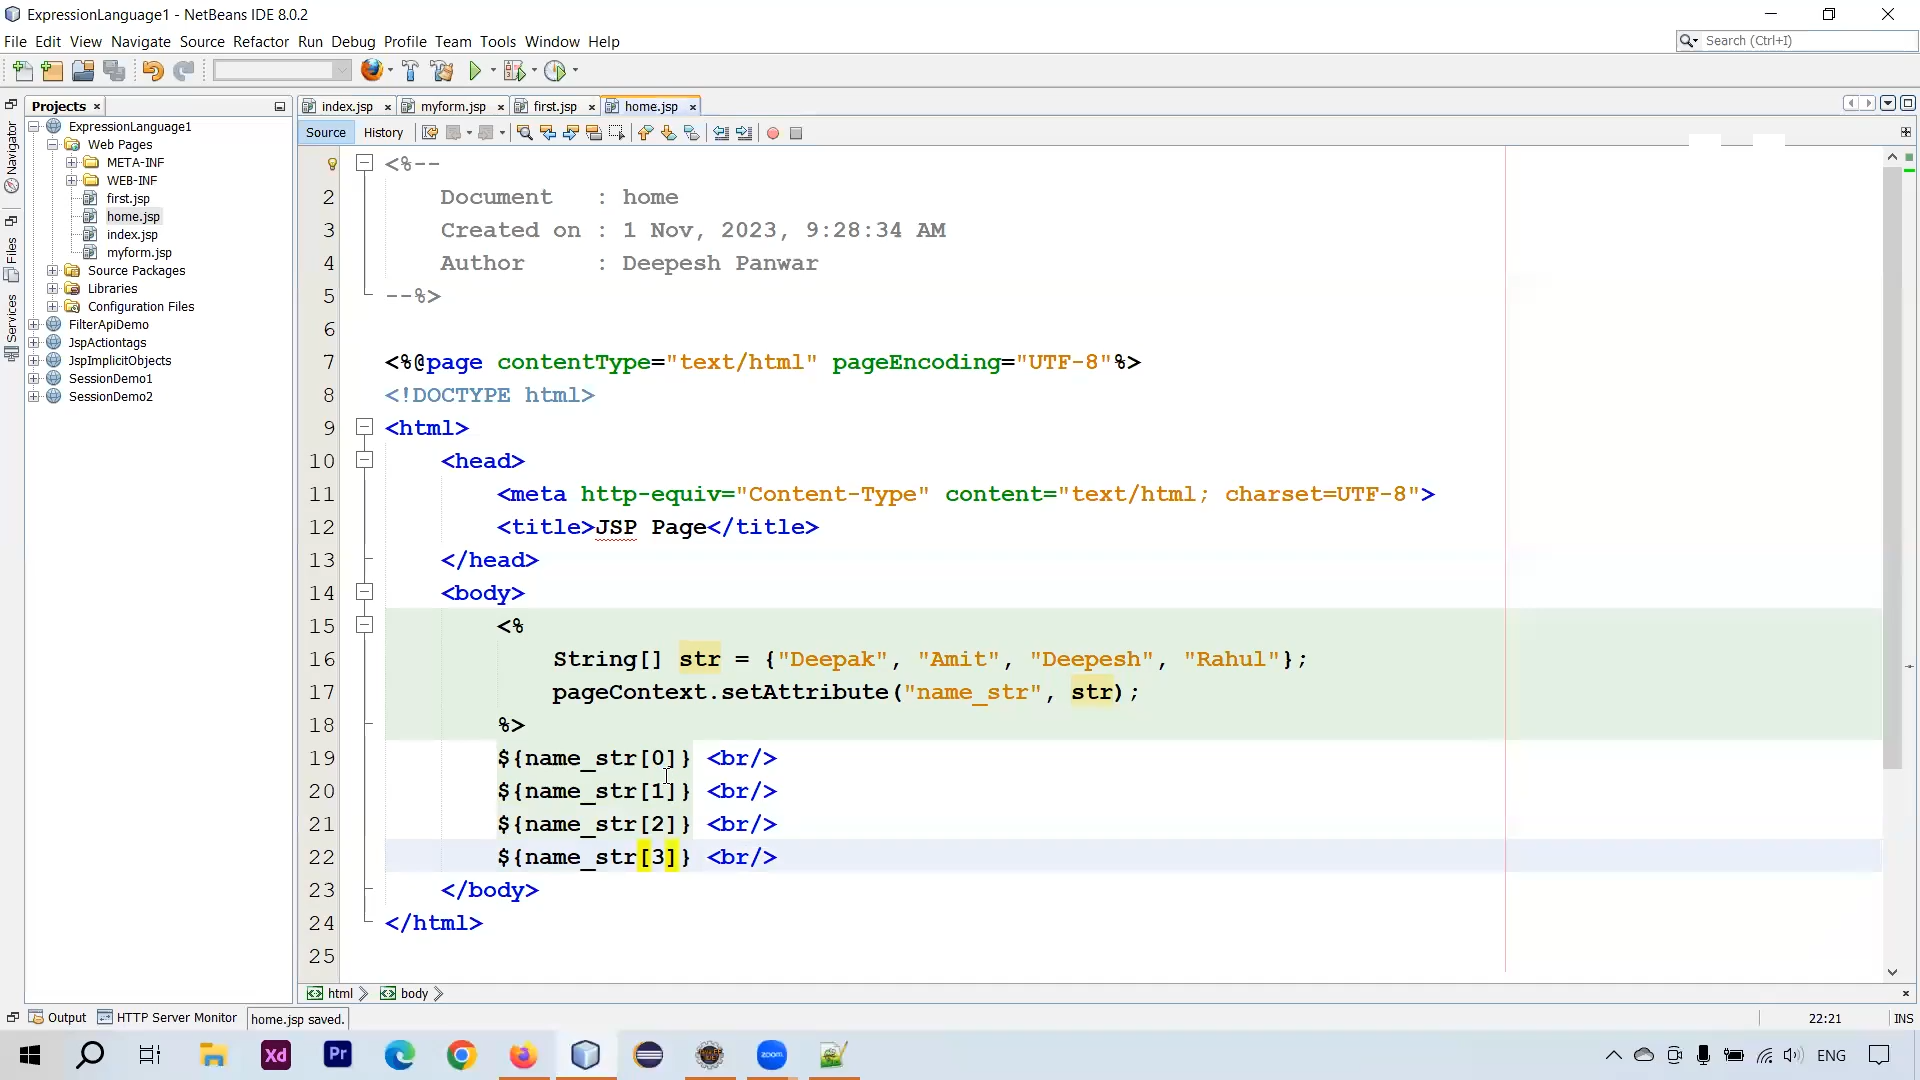 ExpressionLanguage1 - NetBeans IDE 8.0.2
File Edit View Navigate Source Refactor Run Debug Profile Team Tools Window Help
Search (Ctrl+I)
Projects
index.jsp myform.jsp first.jsp home.jsp
Source History
Navigator
Files
Services
ExpressionLanguage1
Web Pages
META-INF
WEB-INF
first.jsp
home.jsp
index.jsp
myform.jsp
Source Packages
Libraries
Configuration Files
FilterApiDemo
JspActiontags
JspImplicitObjects
SessionDemo1
SessionDemo2
<%--
2 Document : home
3 Created on : 1 Nov, 2023, 9:28:34 AM
4 Author : Deepesh Panwar
5 --%>
6
7 <%@page contentType="text/html" pageEncoding="UTF-8"%>
8 <!DOCTYPE html>
9 <html>
10 <head>
11 <meta http-equiv="Content-Type" content="text/html; charset=UTF-8">
12 <title>JSP Page</title>
13 </head>
14 <body>
15 <%
16 String[] str = {"Deepak", "Amit", "Deepesh", "Rahul"};
17 pageContext.setAttribute("name_str", str);
18 %>
19 ${name_str[0]} <br/>
20 ${name_str[1]} <br/>
21 ${name_str[2]} <br/>
22 ${name_str[3]} <br/>
23 </body>
24 </html>
25
html body
Output HTTP Server Monitor home.jsp saved. 22:21 INS
Xd Pr zoom ENG